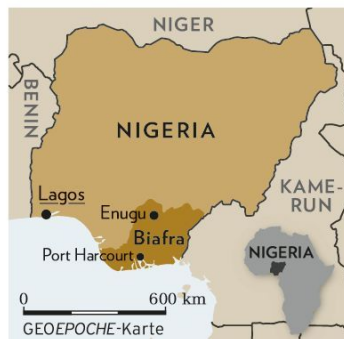 NIGER
BENIN
NIGERIA
Lagos
Enugu
KAME-
RUN
Biafra
Port Harcourt
NIGERIA
0 600 km
GEOEPOCHE-Karte